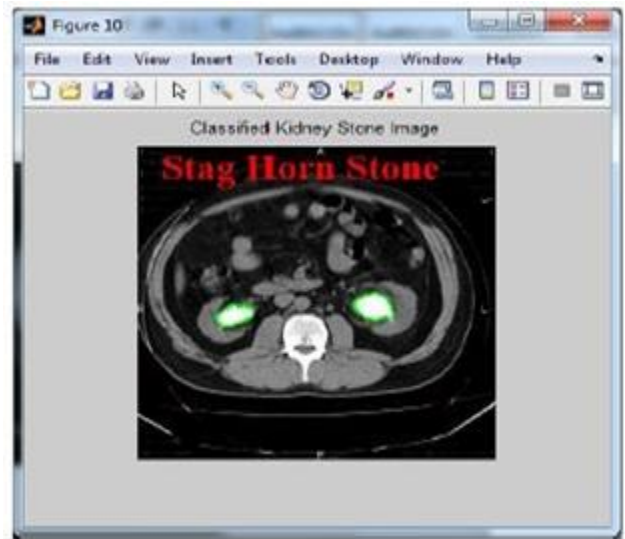 Figure 10
File Edit View Insert Tools Desktop Window Help
Classified Kidney Stone Image
Stag Horn Stone